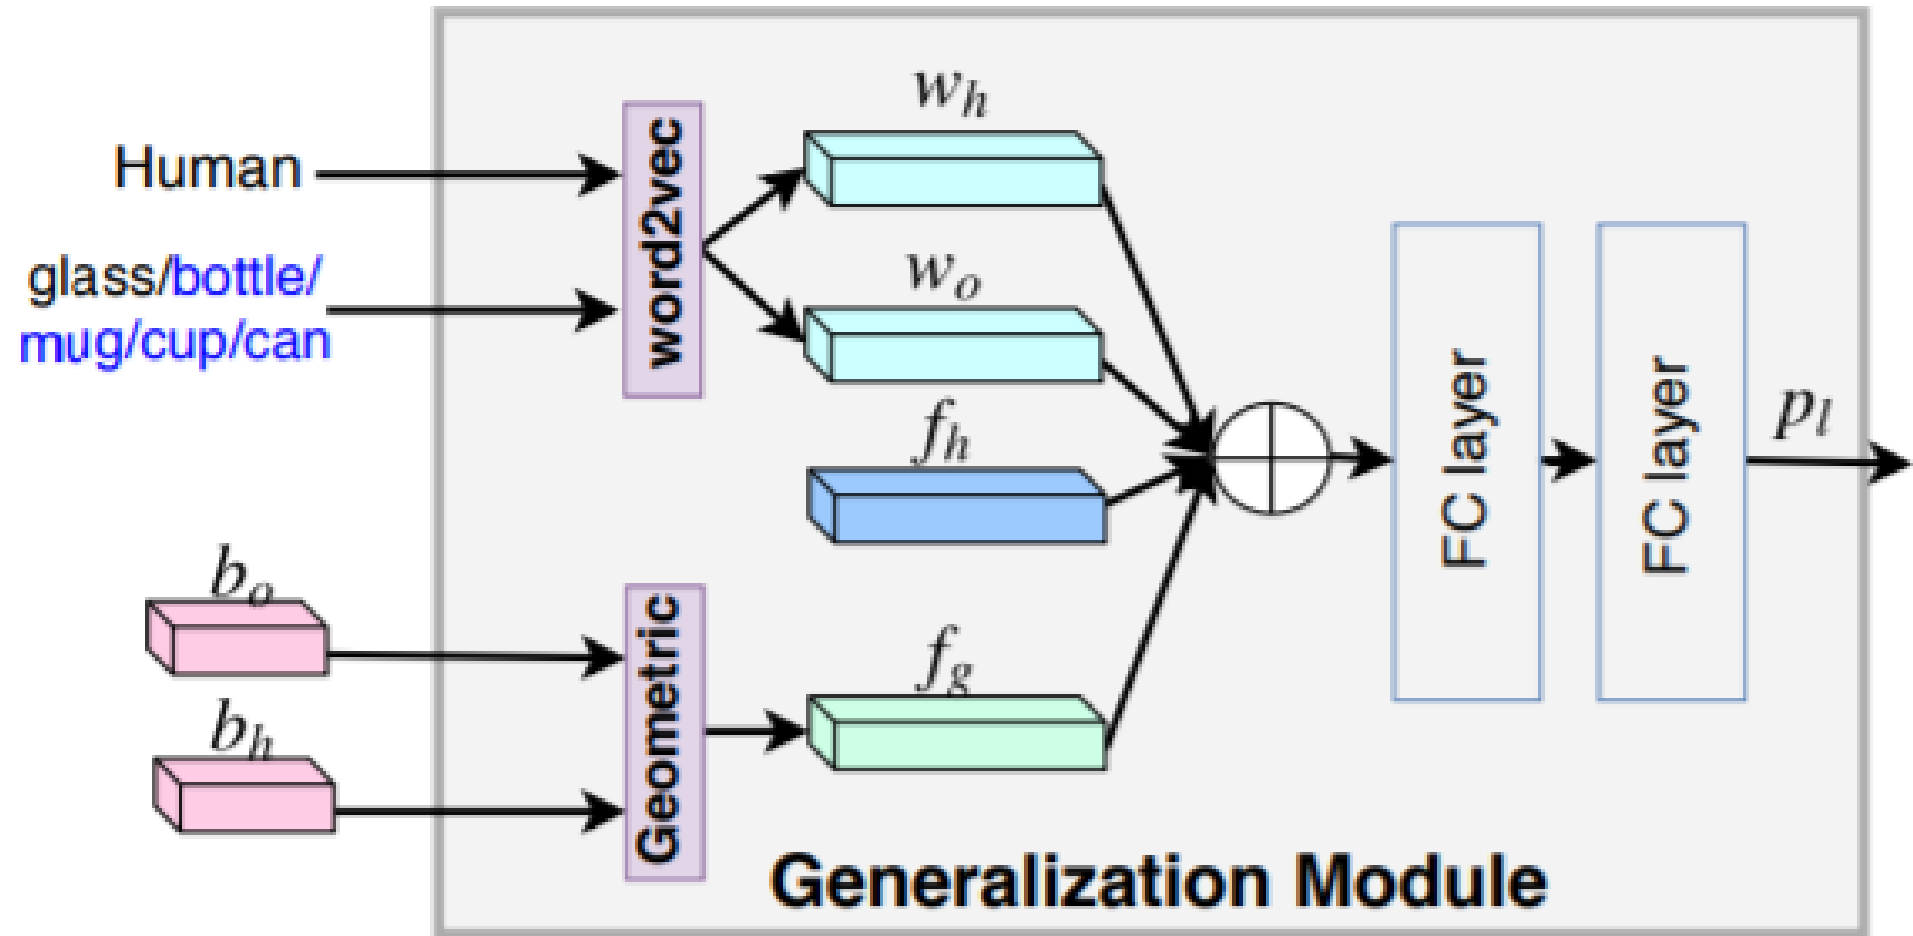 Human
glass/bottle/
mug/cup/can
word2vec
w_h
w_o
f_h
b_o
b_h
Geometric
f_g
FC layer
FC layer
p_l
Generalization Module